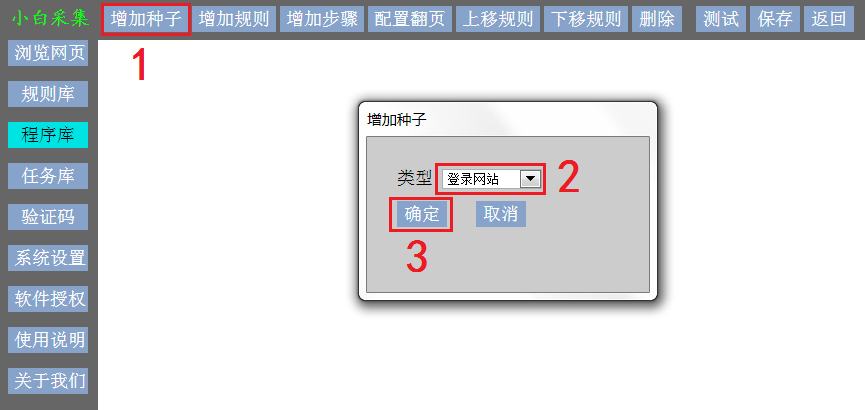 小白采集 增加种子 增加规则 增加步骤 配置翻页 上移规则 下移规则 删除 测试 保存 返回
1
浏览网页
规则库
程序库
任务库
验证码
系统设置
软件授权
使用说明
关于我们
增加种子
类型 登录网站 2
确定 取消
3